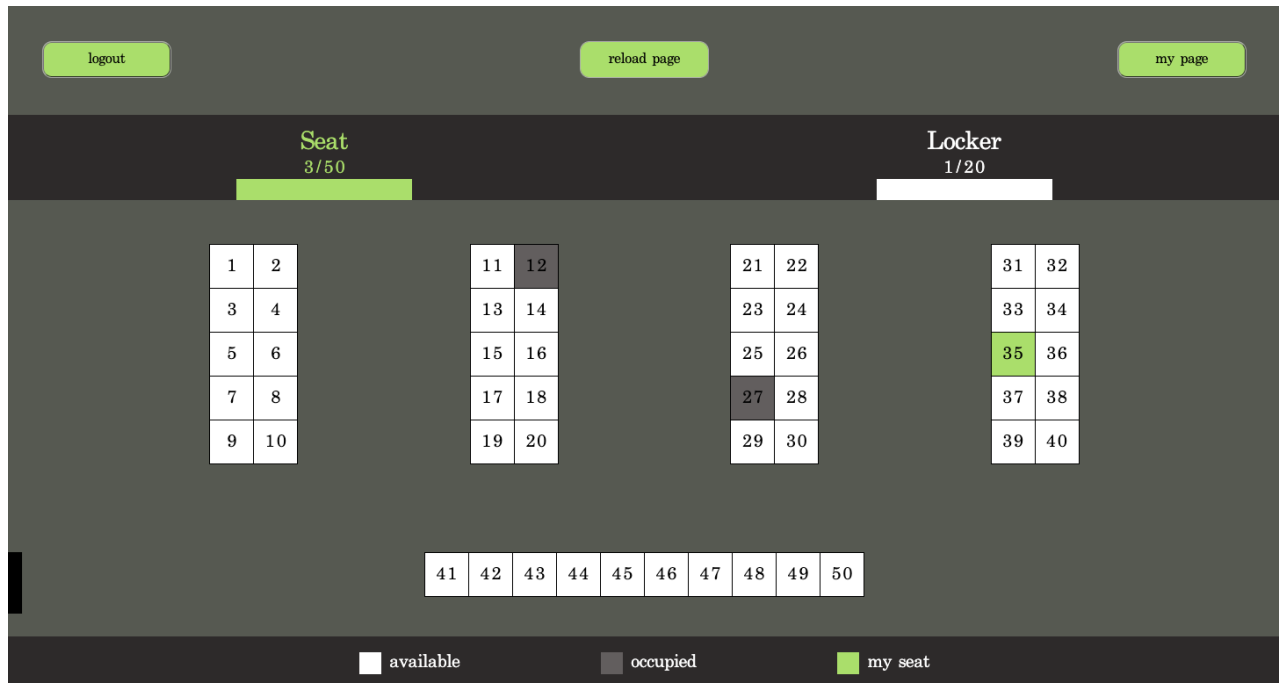 logout reload page my page
Seat Locker
3/50 1/20
1 2 11 12 21 22 31 32
3 4 13 14 23 24 33 34
5 6 15 16 25 26 35 36
7 8 17 18 27 28 37 38
9 10 19 20 29 30 39 40
41 42 43 44 45 46 47 48 49 50
available occupied my seat